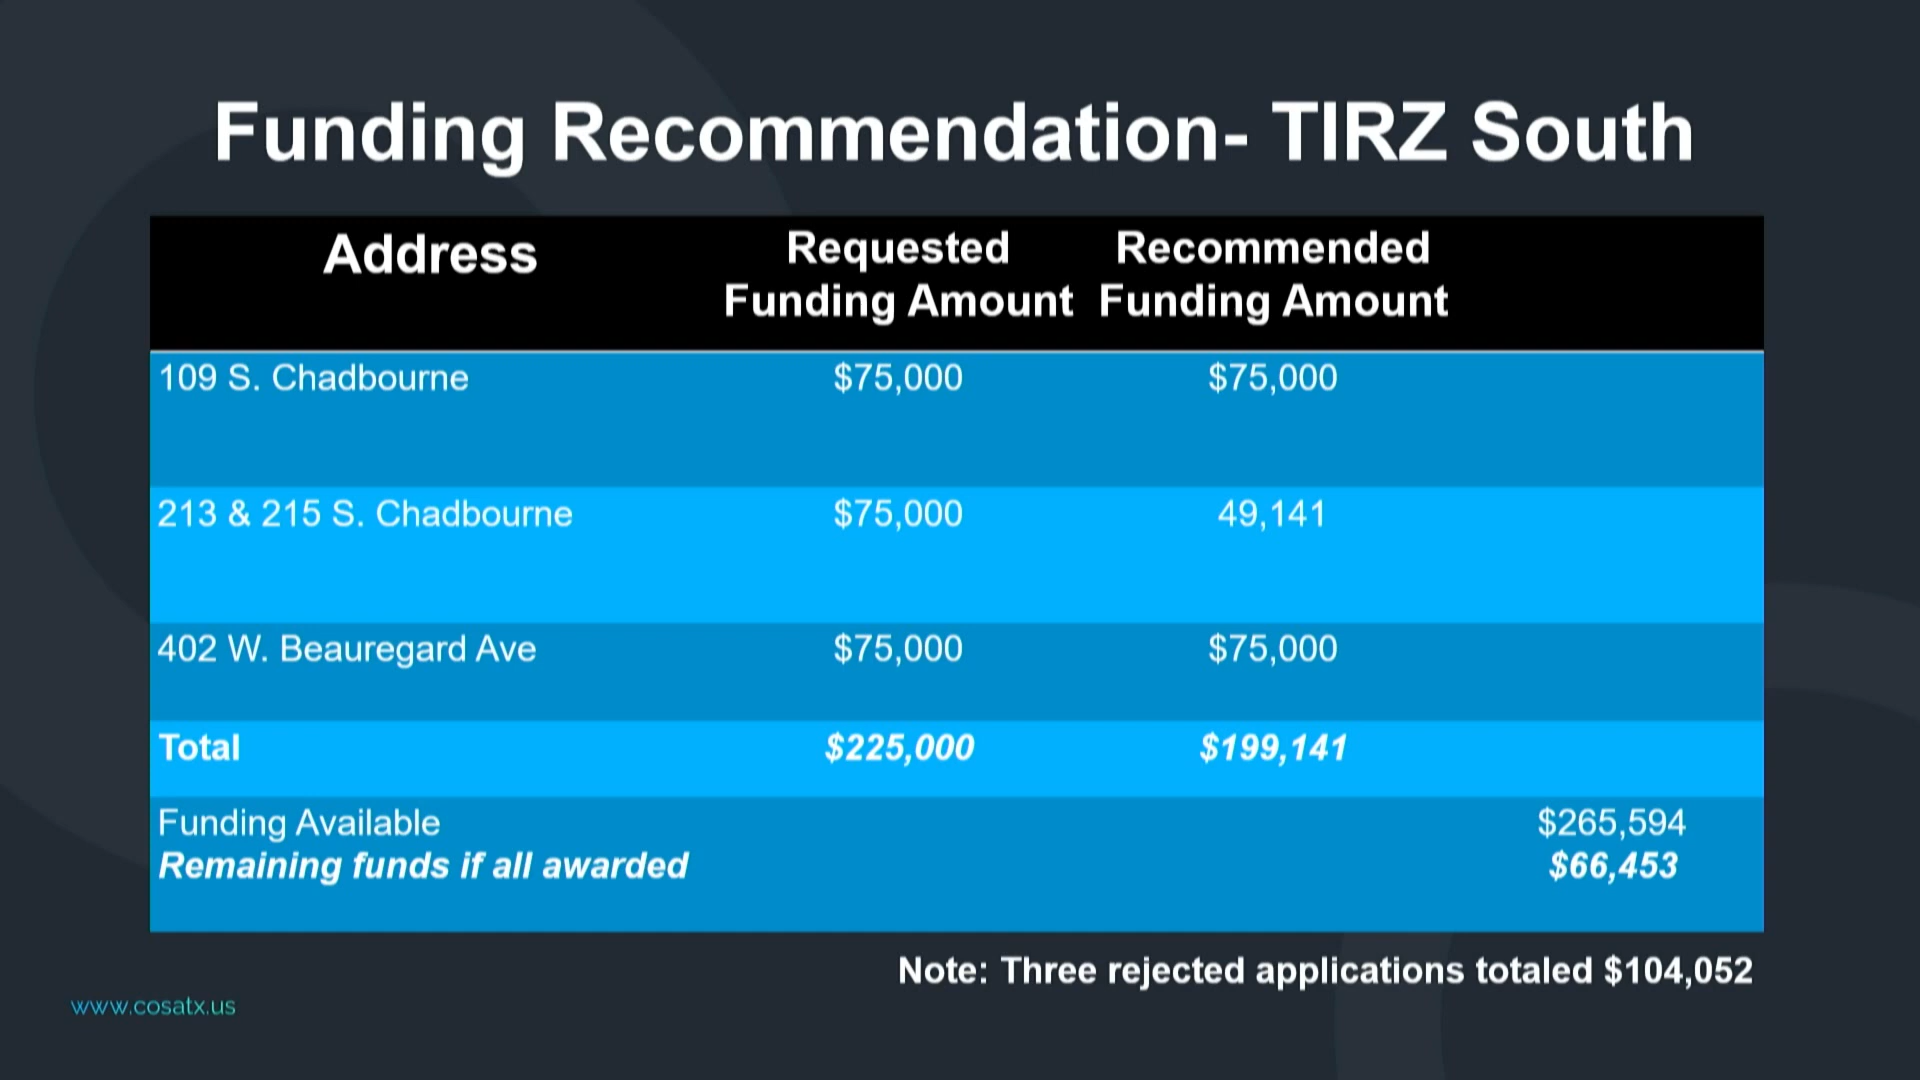 Funding Recommendation- TIRZ South
Address Requested Funding Amount Recommended Funding Amount
109 S. Chadbourne $75,000 $75,000
213 & 215 S. Chadbourne $75,000 49,141
402 W. Beauregard Ave $75,000 $75,000
Total $225,000 $199,141
Funding Available $265,594
Remaining funds if all awarded $66,453
Note: Three rejected applications totaled $104,052
www.cosatx.us